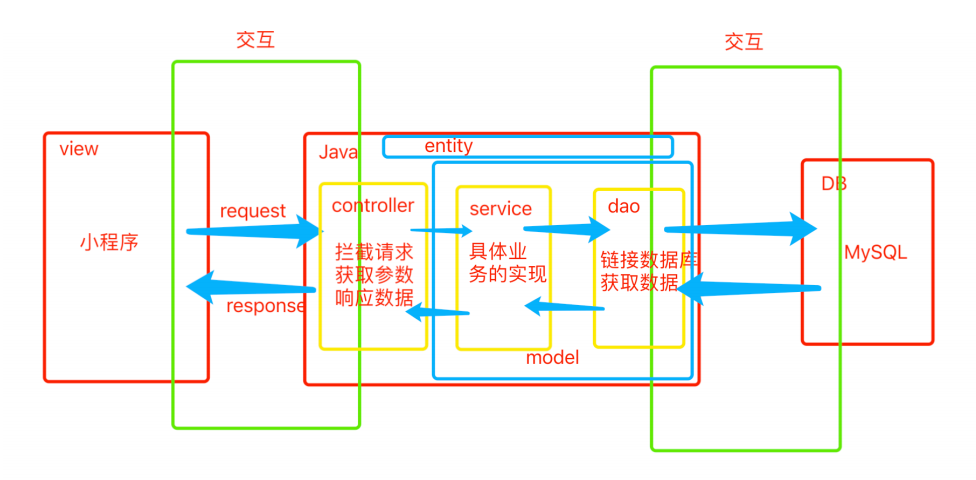 交互
交互
view
小程序
request
response
Java
entity
controller
拦截请求
获取参数
响应数据
service
具体业
务的实现
dao
链接数据库
获取数据
model
DB
MySQL